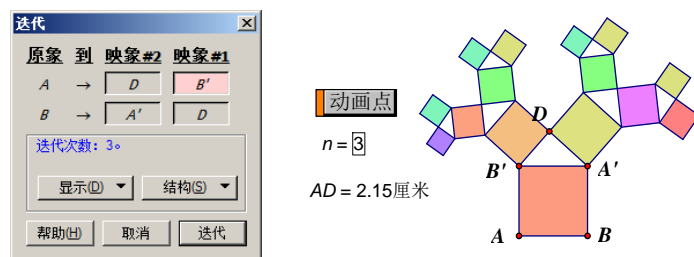 迭代
原象 到 映象#2 映象#1
A → D B'
B → A' D
迭代次数: 3。
显示(D) 结构(S)
帮助(H) 取消 迭代
动画点
n = 3
AD = 2.15厘米
D
B' A'
A B